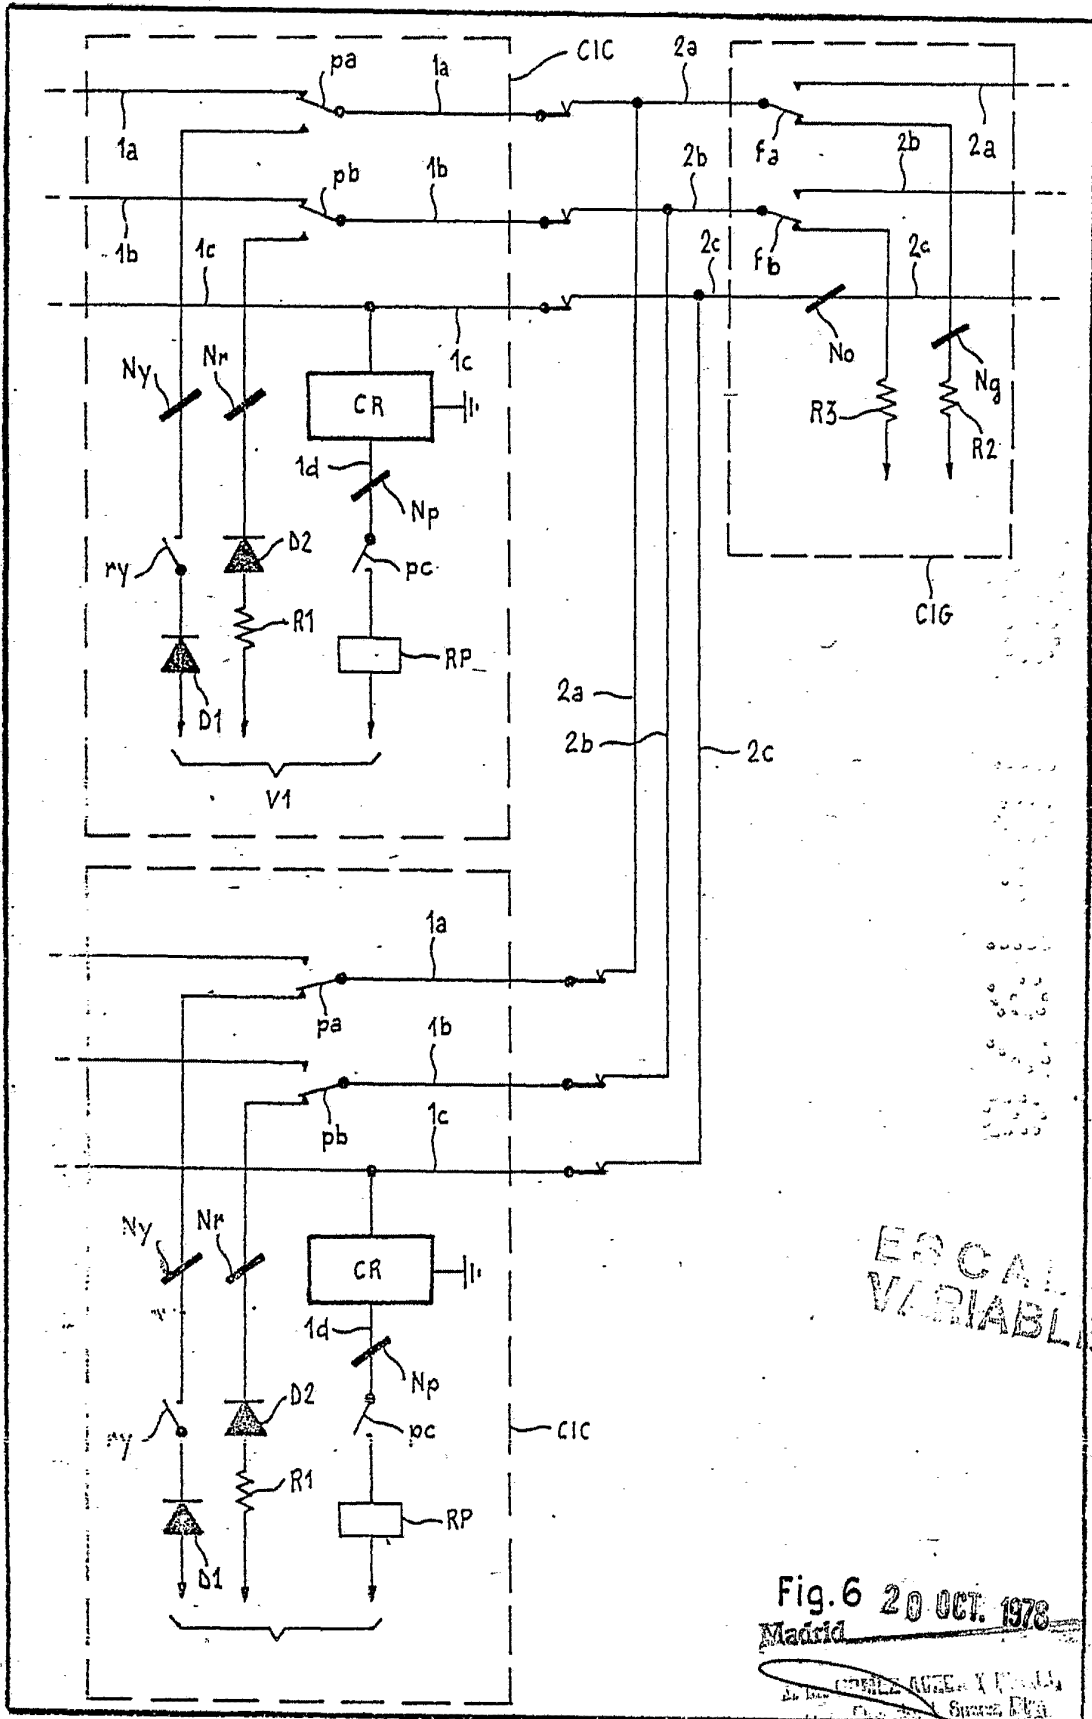 pa
1a
CIC
2a
1a
fa
2a
pb
1b
2b
2b
1b
fb
1c
2c
2c
1c
No
Ny
Nr
CR
Ng
R3
R2
1d
Np
D2
ry
pc
R1
CIG
RP
2a
D1
2b
2c
V1
1a
pa
1b
pb
1c
Ny
Nr
CR
1d
Np
D2
ry
pc
CIC
R1
RP
D1
VARIABL
Fig. 6
20 OCT. 1978
Madrid